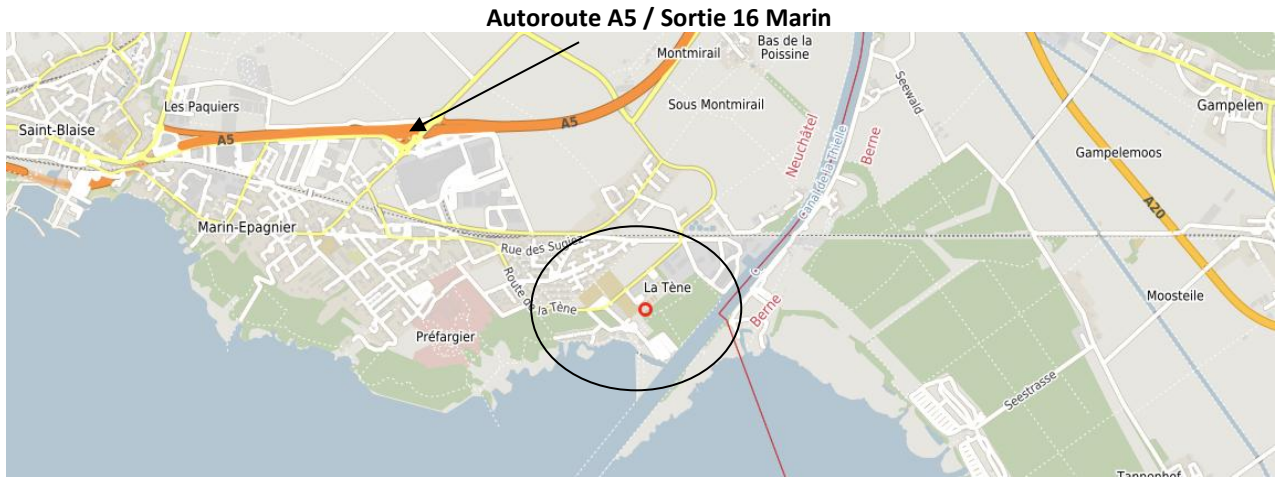 Autoroute A5 / Sortie 16 Marin
Montmirail
Bas de la
Poissine
Les Paquiers
Sous Montmirail
Seewald
Gampelen
Saint-Blaise
A5
A5
Neuchâtel
Canal de la Thielle
Berne
Gampelemoos
A20
Marin-Epagnier
Rue des Sugiez
Route de la Tène
La Tène
Berne
Moosteile
Préfargier
Seestrasse
Tannenhof